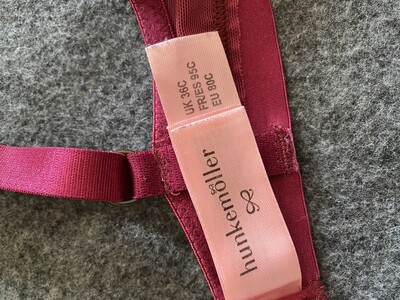 UK 36C
FR/ES 95C
EU 80C
hunkemöller